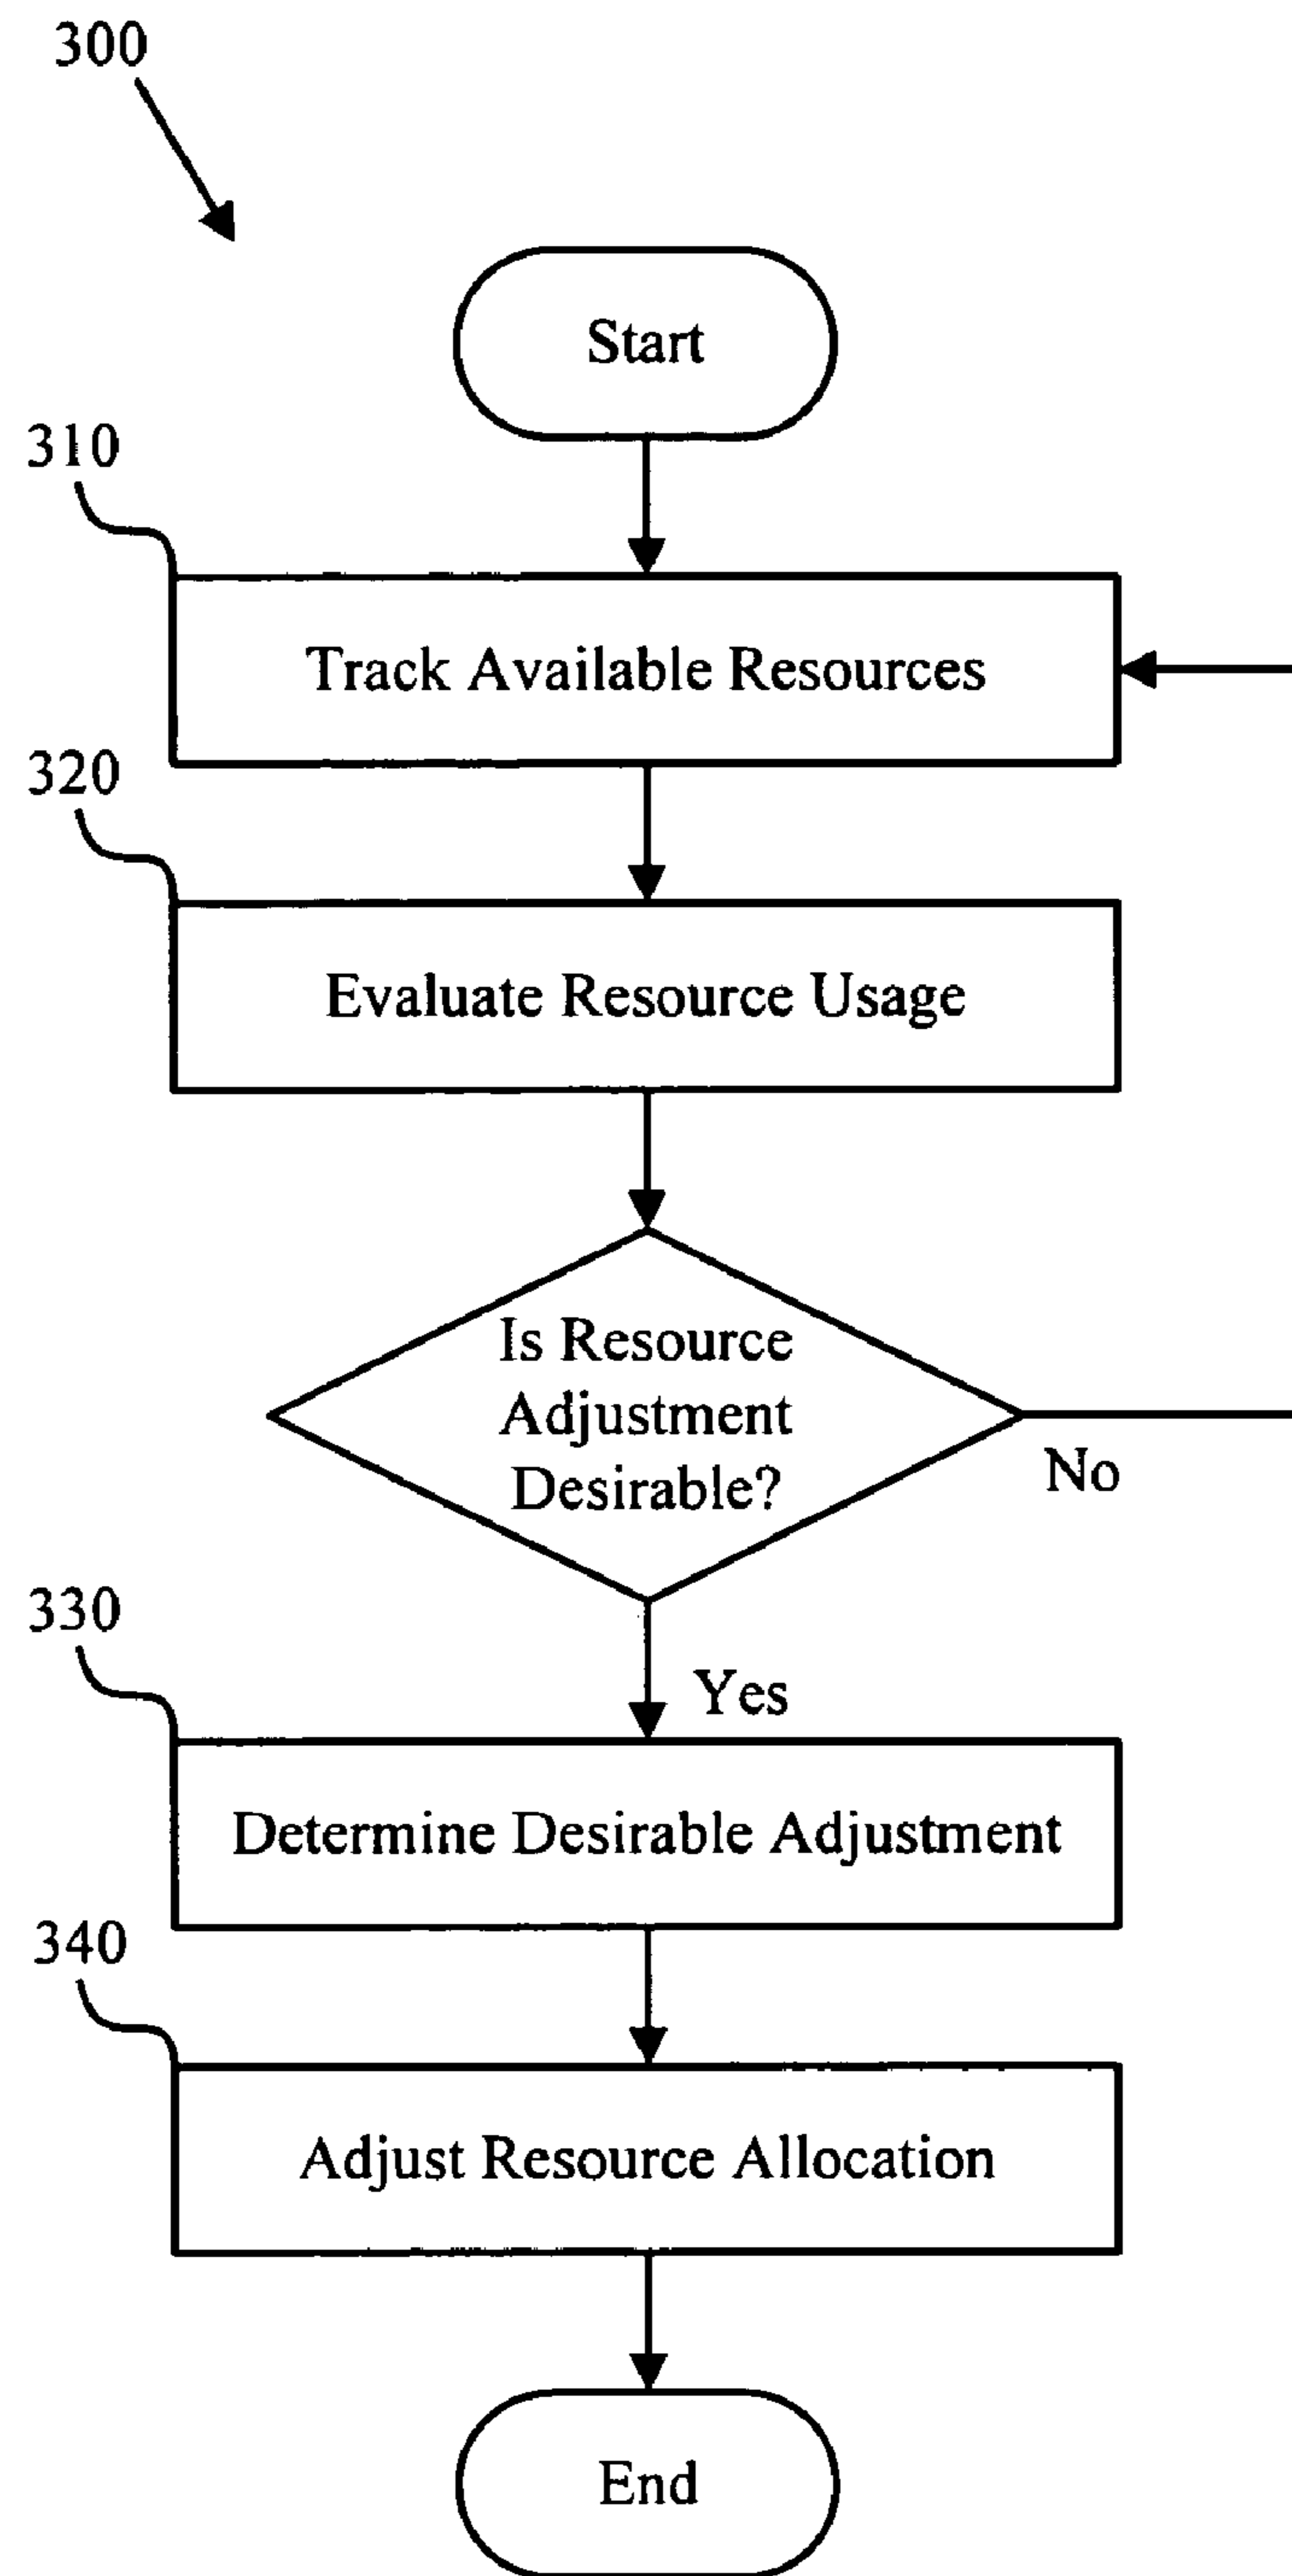 300
Start
310
Track Available Resources
320
Evaluate Resource Usage
Is Resource
Adjustment
Desirable?
No
330
Yes
Determine Desirable Adjustment
340
Adjust Resource Allocation
End